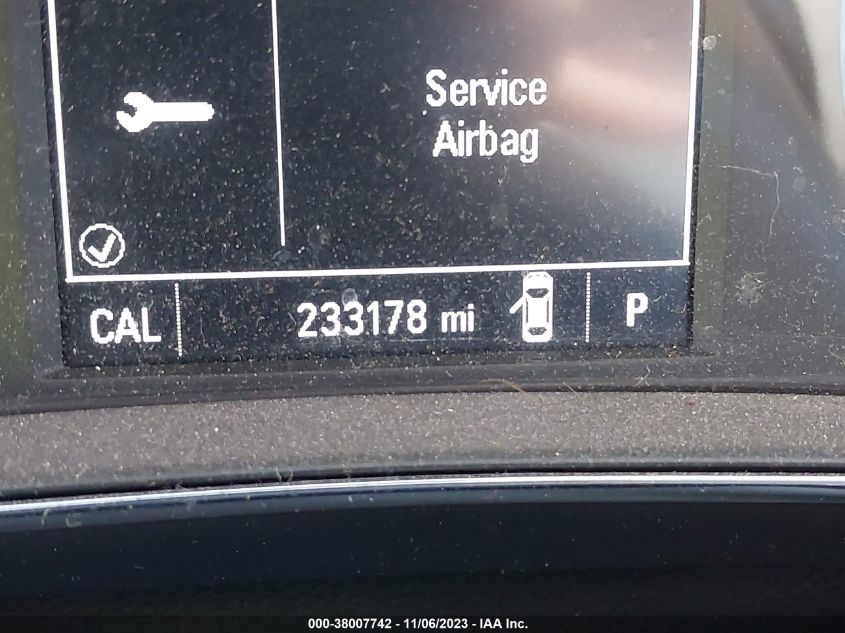 Service
Airbag
CAL 233178 mi P
000-38007742 - 11/06/2023 - IAA Inc.